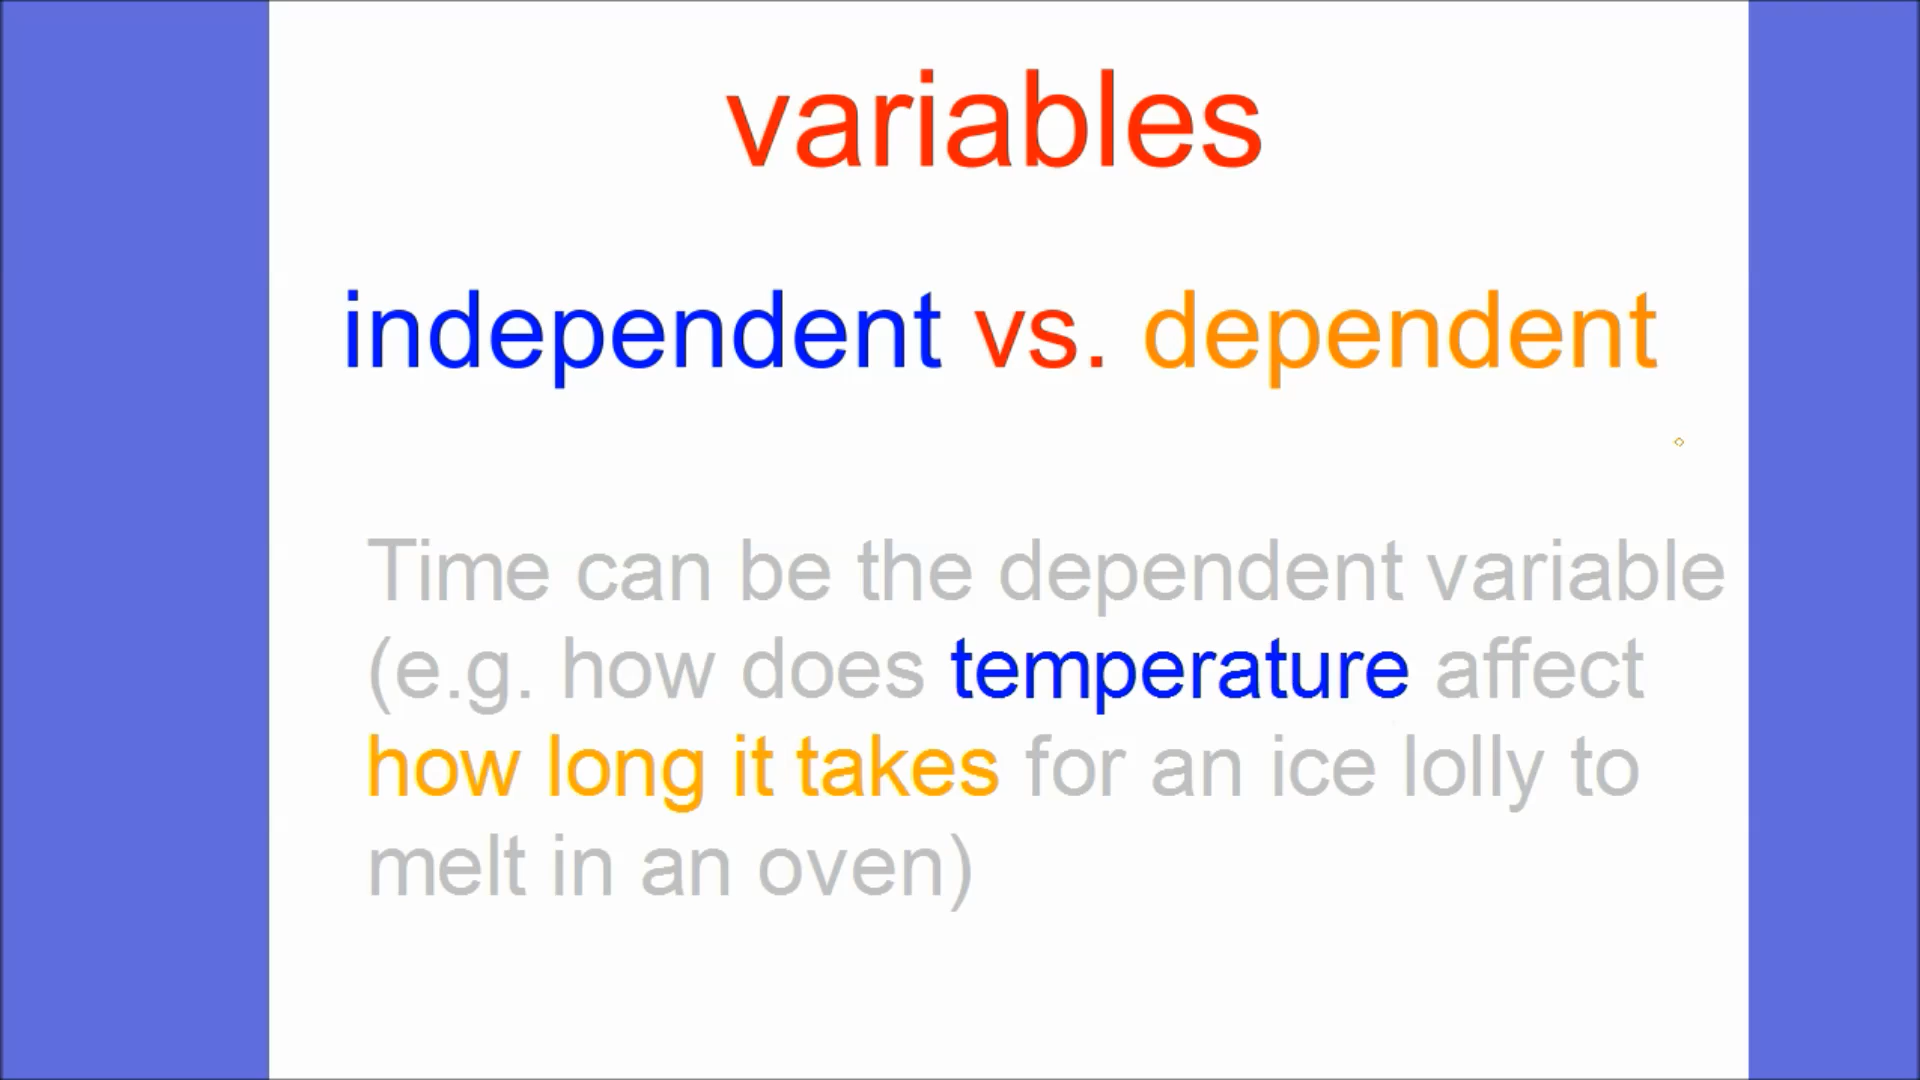 variables
independent vs. dependent
Time can be the dependent variable
(e.g. how does temperature affect
how long it takes for an ice lolly to
melt in an oven)